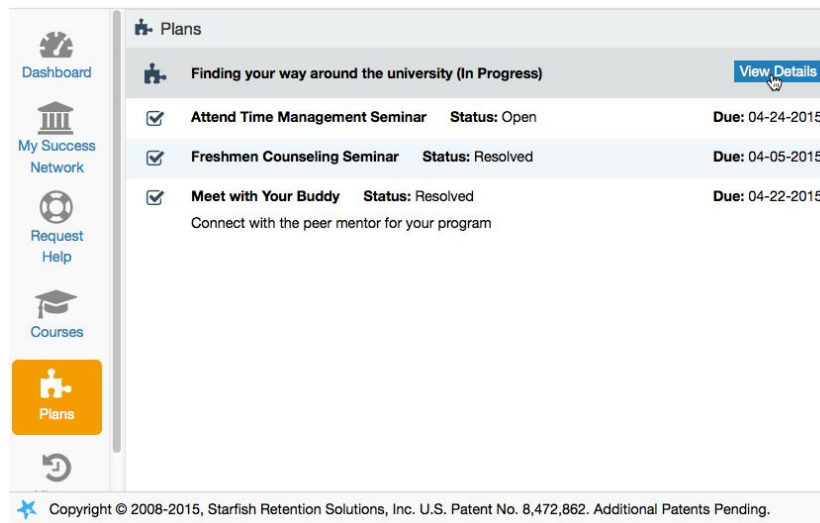 Plans
Dashboard
Finding your way around the university (In Progress)
View Details
Attend Time Management Seminar Status: Open Due: 04-24-2015
My Success
Network
Freshmen Counseling Seminar Status: Resolved Due: 04-05-2015
Meet with Your Buddy Status: Resolved Due: 04-22-2015
Connect with the peer mentor for your program
Request
Help
Courses
Plans
Copyright © 2008-2015, Starfish Retention Solutions, Inc. U.S. Patent No. 8,472,862. Additional Patents Pending.